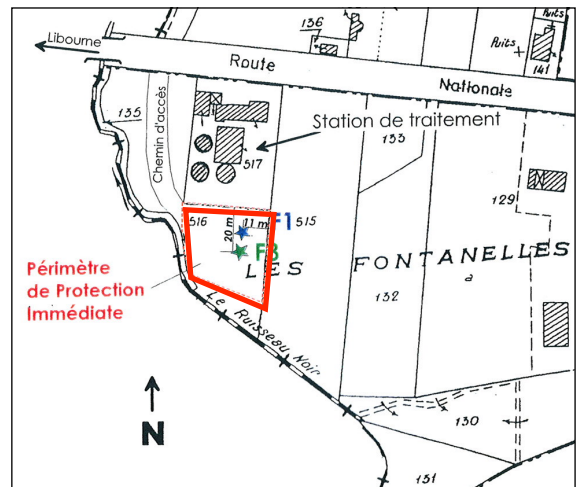 Libourne
136
Puits
Puits
141
Route
Nationale
135
Chemin d'accès
Station de traitement
133
517
129
516
11 m
F1
515
20 m
F3
LES
FONTANELLES
a
Périmètre
de Protection
Immédiate
132
Le Ruisseau Noir
N
130
131